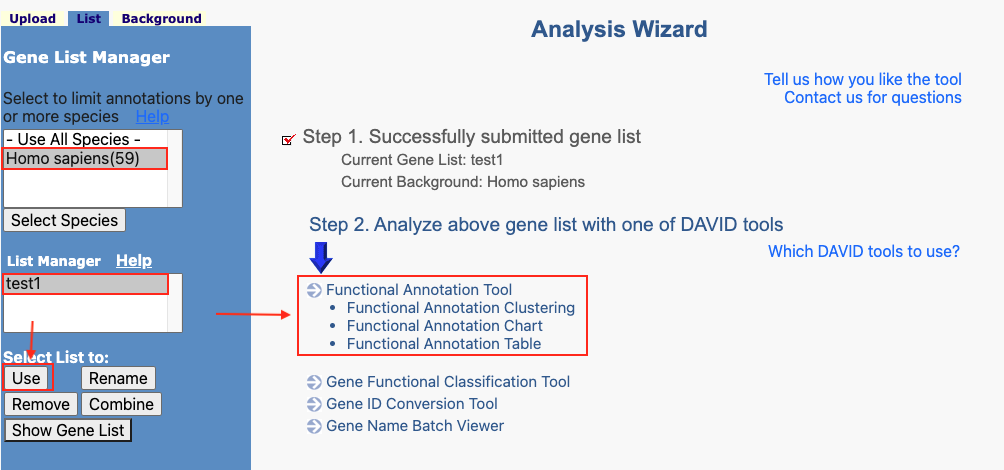 Upload List Background
Gene List Manager
Select to limit annotations by one
or more species Help
- Use All Species -
Homo sapiens(59)
Select Species
List Manager Help
test1
Select List to:
Use Rename
Remove Combine
Show Gene List
Analysis Wizard
Tell us how you like the tool
Contact us for questions
Step 1. Successfully submitted gene list
Current Gene List: test1
Current Background: Homo sapiens
Step 2. Analyze above gene list with one of DAVID tools
Which DAVID tools to use?
Functional Annotation Tool
• Functional Annotation Clustering
• Functional Annotation Chart
• Functional Annotation Table
Gene Functional Classification Tool
Gene ID Conversion Tool
Gene Name Batch Viewer